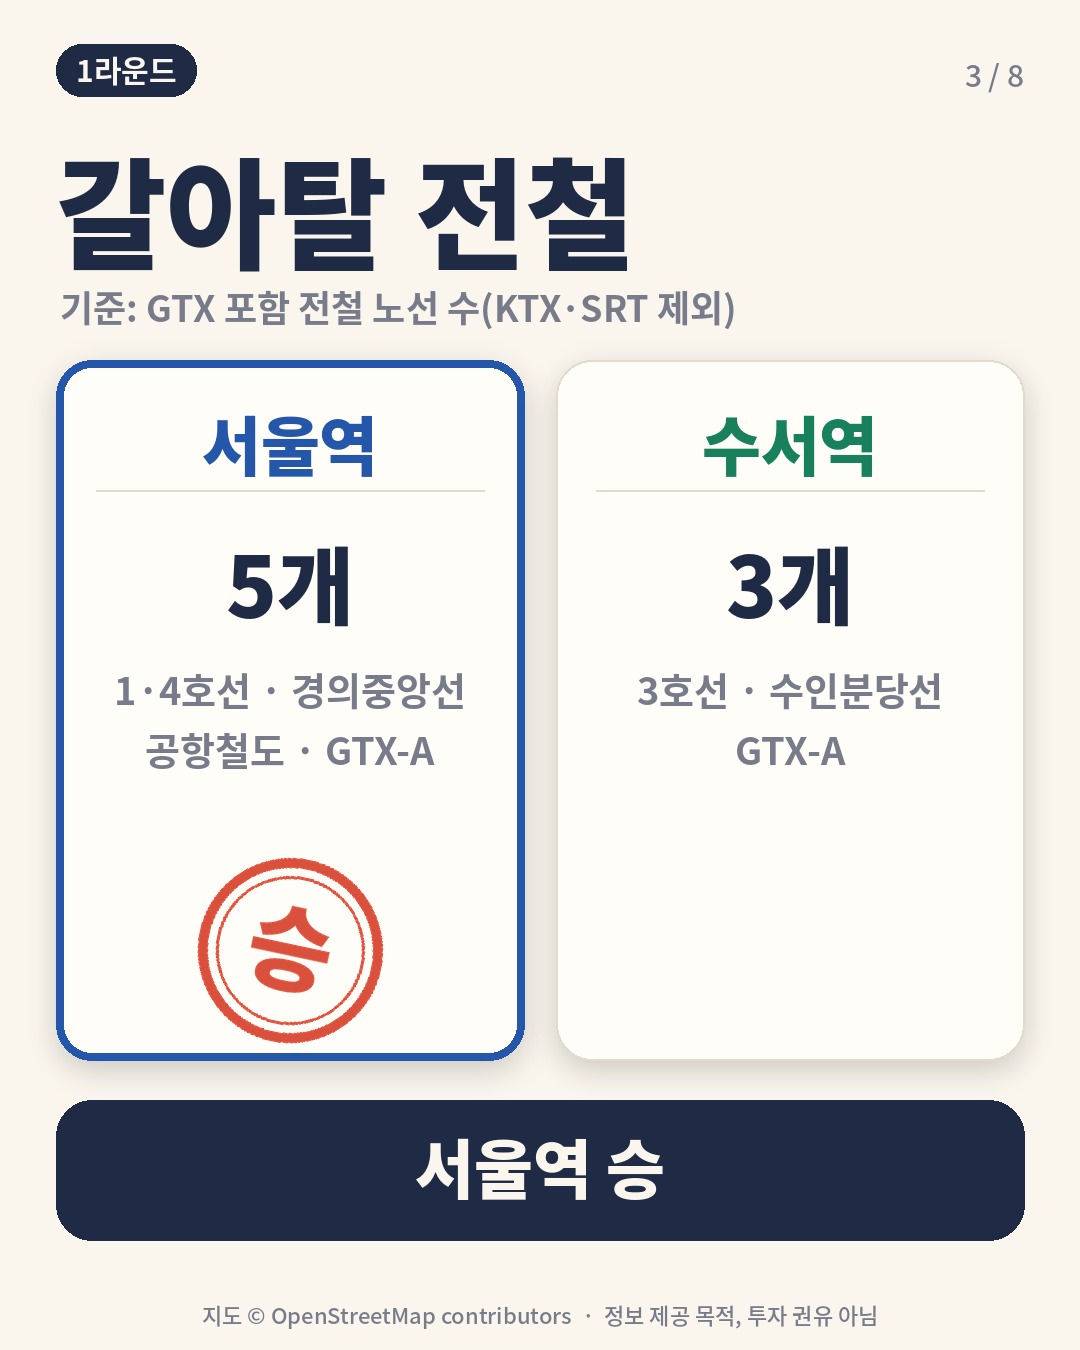 1라운드
3 / 8
갈아탈 전철
기준: GTX 포함 전철 노선 수(KTX·SRT 제외)
서울역
5개
1·4호선 · 경의중앙선
공항철도 · GTX-A
승
수서역
3개
3호선 · 수인분당선
GTX-A
서울역 승
지도 © OpenStreetMap contributors · 정보 제공 목적, 투자 권유 아님